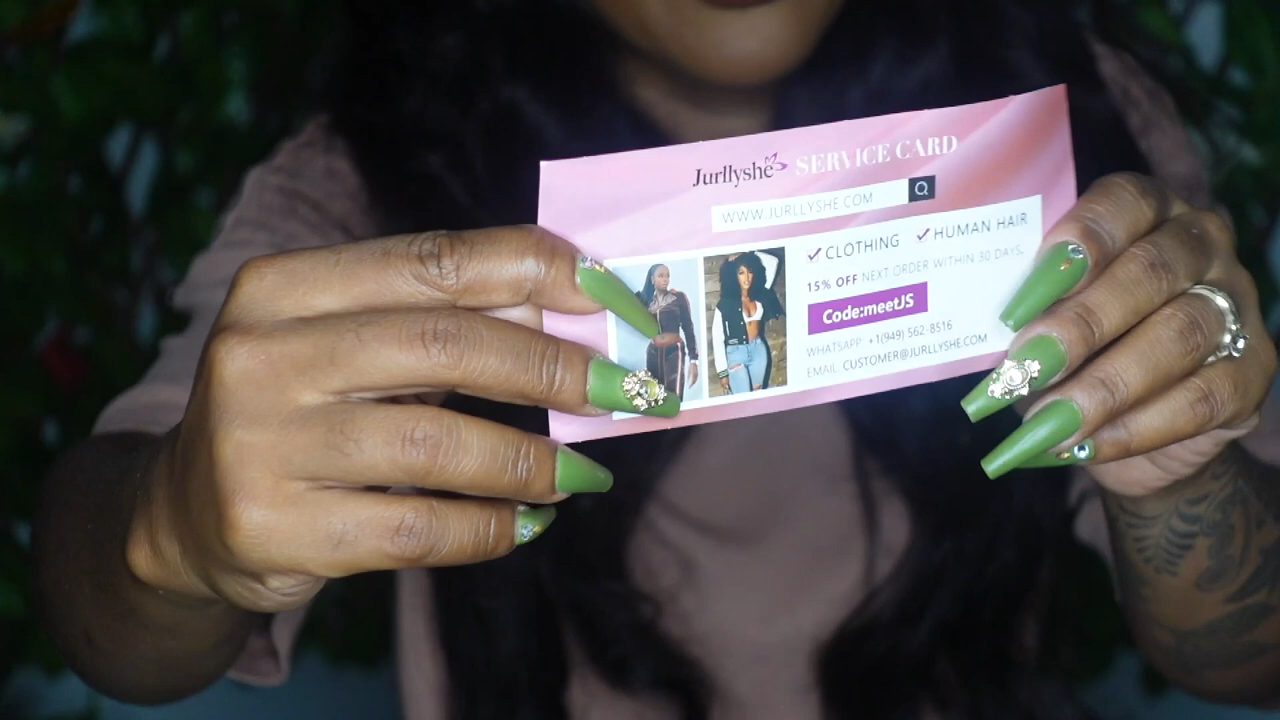 Jurllyshe SERVICE CARD
WWW.JURLLYSHE.COM
CLOTHING HUMAN HAIR
15% OFF NEXT ORDER WITHIN 30 DAYS,
Code:meetJS
WHATSAPP: +1(949) 562-8516
EMAIL: CUSTOMER@JURLLYSHE.COM